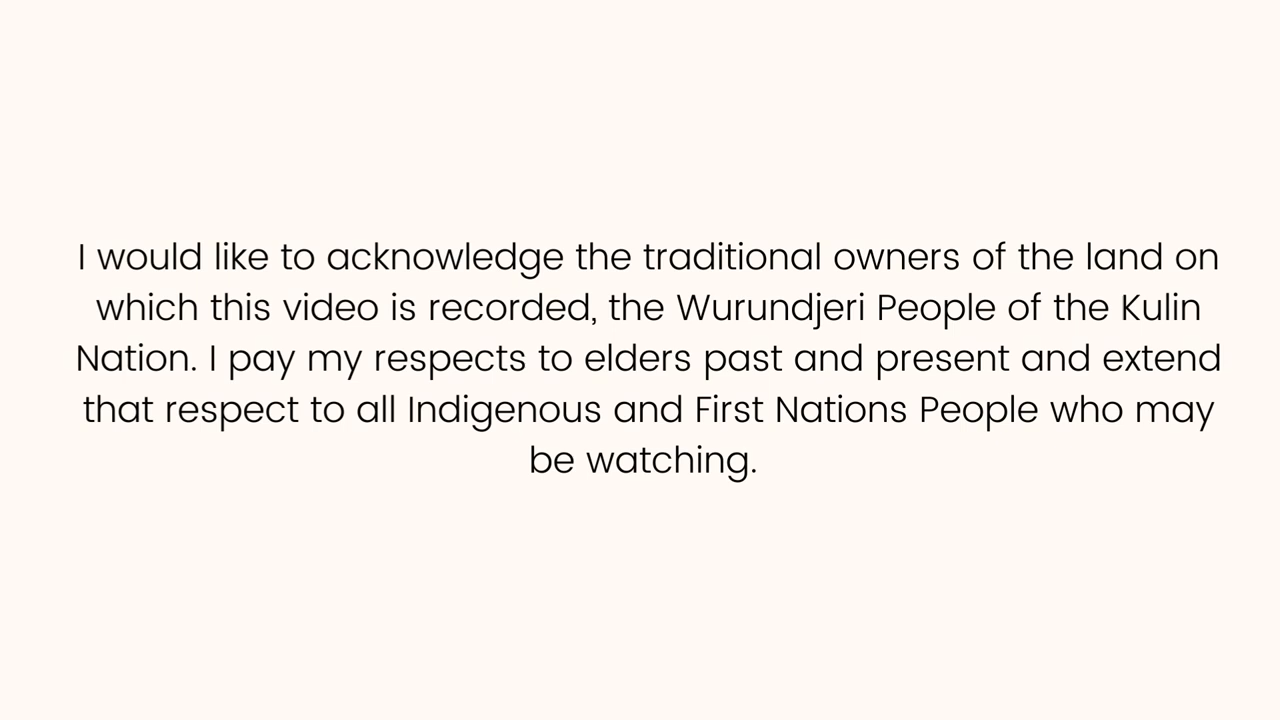 I would like to acknowledge the traditional owners of the land on
which this video is recorded, the Wurundjeri People of the Kulin
Nation. I pay my respects to elders past and present and extend
that respect to all Indigenous and First Nations People who may
be watching.